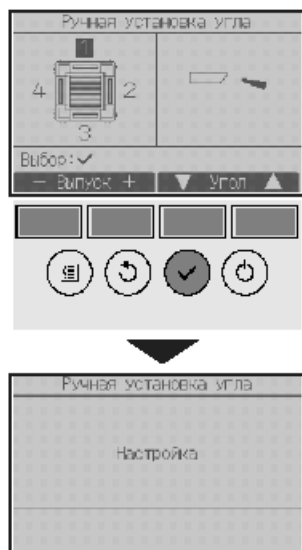 Ручная установка угла
1
4 2
3
Выбор:✓
− Выпуск + ▼ Угол ▲
Ручная установка угла
Настройка